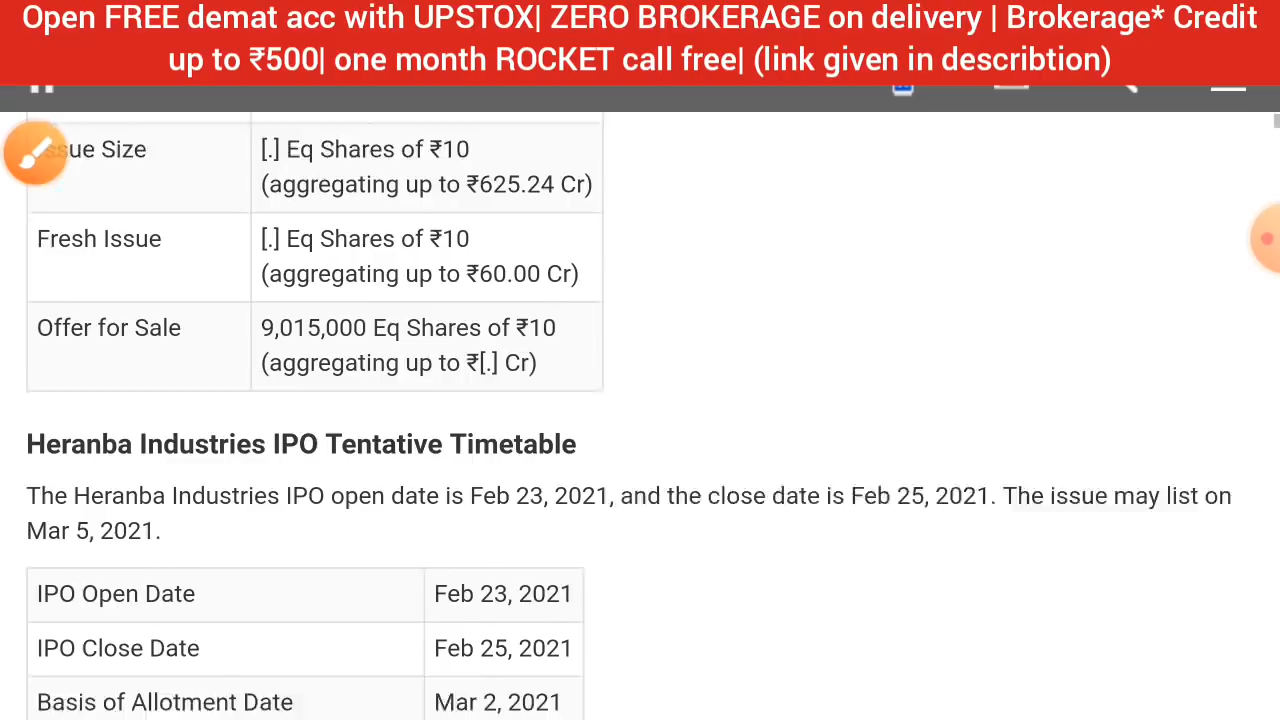 Open FREE demat acc with UPSTOX| ZERO BROKERAGE on delivery | Brokerage* Credit
up to ₹500| one month ROCKET call free| (link given in describtion)
ssue Size
[.] Eq Shares of ₹10
(aggregating up to ₹625.24 Cr)
Fresh Issue
[.] Eq Shares of ₹10
(aggregating up to ₹60.00 Cr)
Offer for Sale
9,015,000 Eq Shares of ₹10
(aggregating up to ₹[.] Cr)
Heranba Industries IPO Tentative Timetable
The Heranba Industries IPO open date is Feb 23, 2021, and the close date is Feb 25, 2021. The issue may list on
Mar 5, 2021.
IPO Open Date
Feb 23, 2021
IPO Close Date
Feb 25, 2021
Basis of Allotment Date
Mar 2, 2021